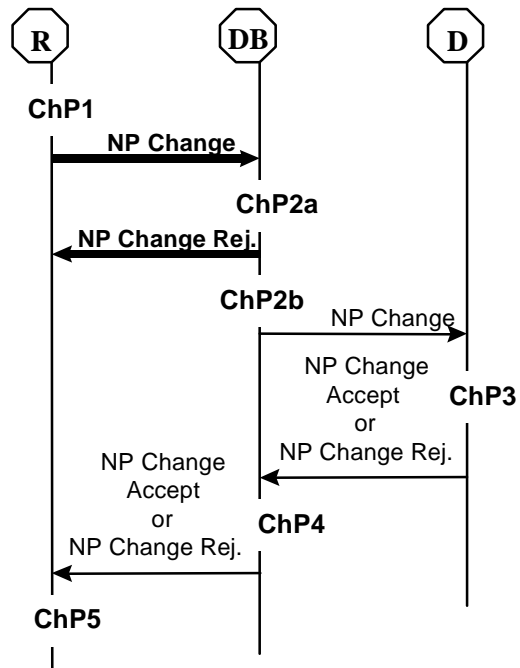 R
DB
D
ChP1
NP Change
ChP2a
NP Change Rej.
ChP2b
NP Change
NP Change
Accept
or
NP Change Rej.
ChP3
NP Change
Accept
or
NP Change Rej.
ChP4
ChP5